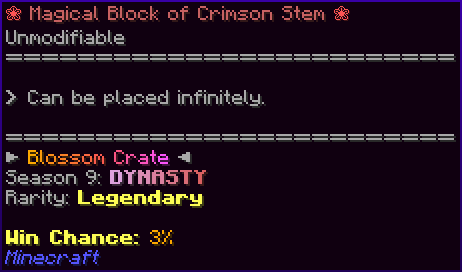 ❀ Magical Block of Crimson Stem ❀
Unmodifiable
==============================
> Can be placed infinitely.
==============================
► Blossom Crate ◄
Season 9: DYNASTY
Rarity: Legendary
Win Chance: 3%
Minecraft